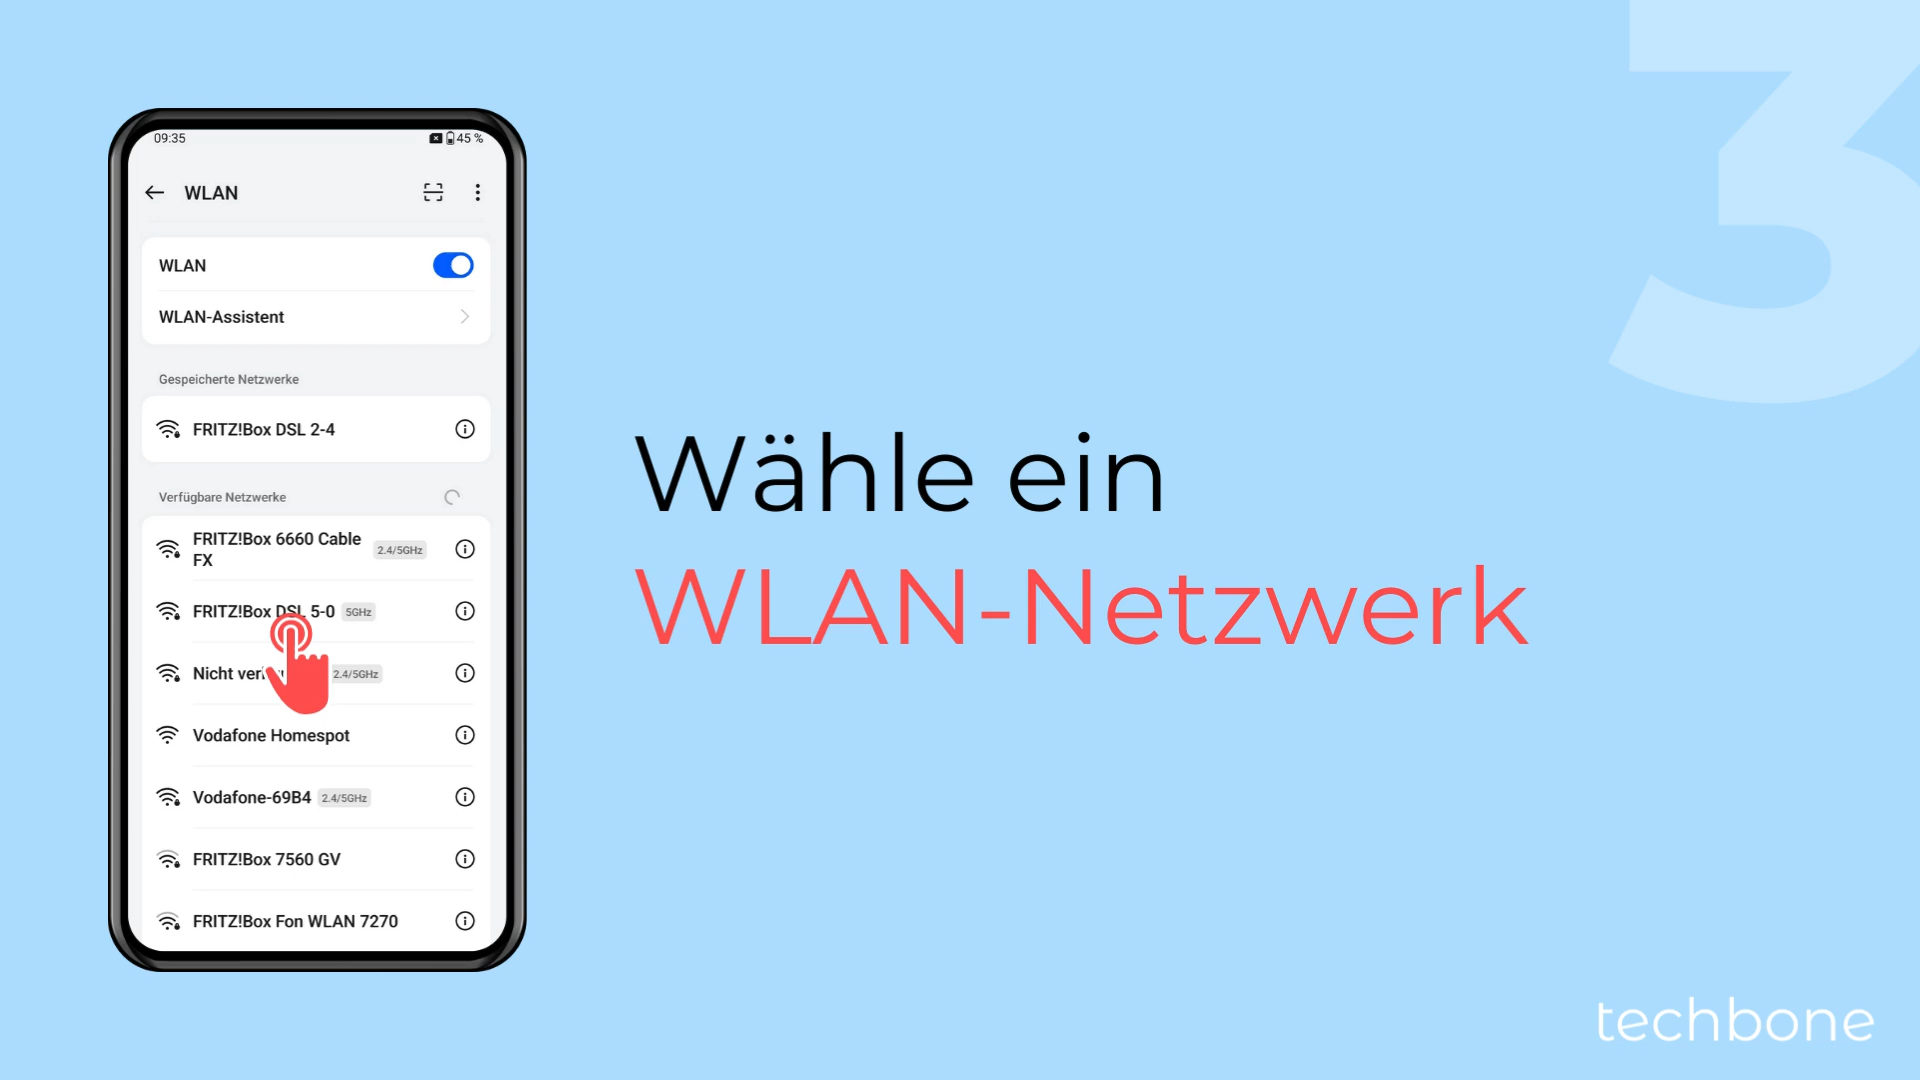 3
09:35
45 %
WLAN
WLAN
WLAN-Assistent
Gespeicherte Netzwerke
FRITZ!Box DSL 2-4
Verfügbare Netzwerke
FRITZ!Box 6660 Cable
FX
2.4/5GHz
FRITZ!Box DSL 5-0 5GHz
Nicht 2.4/5GHz
Vodafone Homespot
Vodafone-69B4 2.4/5GHz
FRITZ!Box 7560 GV
FRITZ!Box Fon WLAN 7270
Wähle ein
WLAN-Netzwerk
techbone